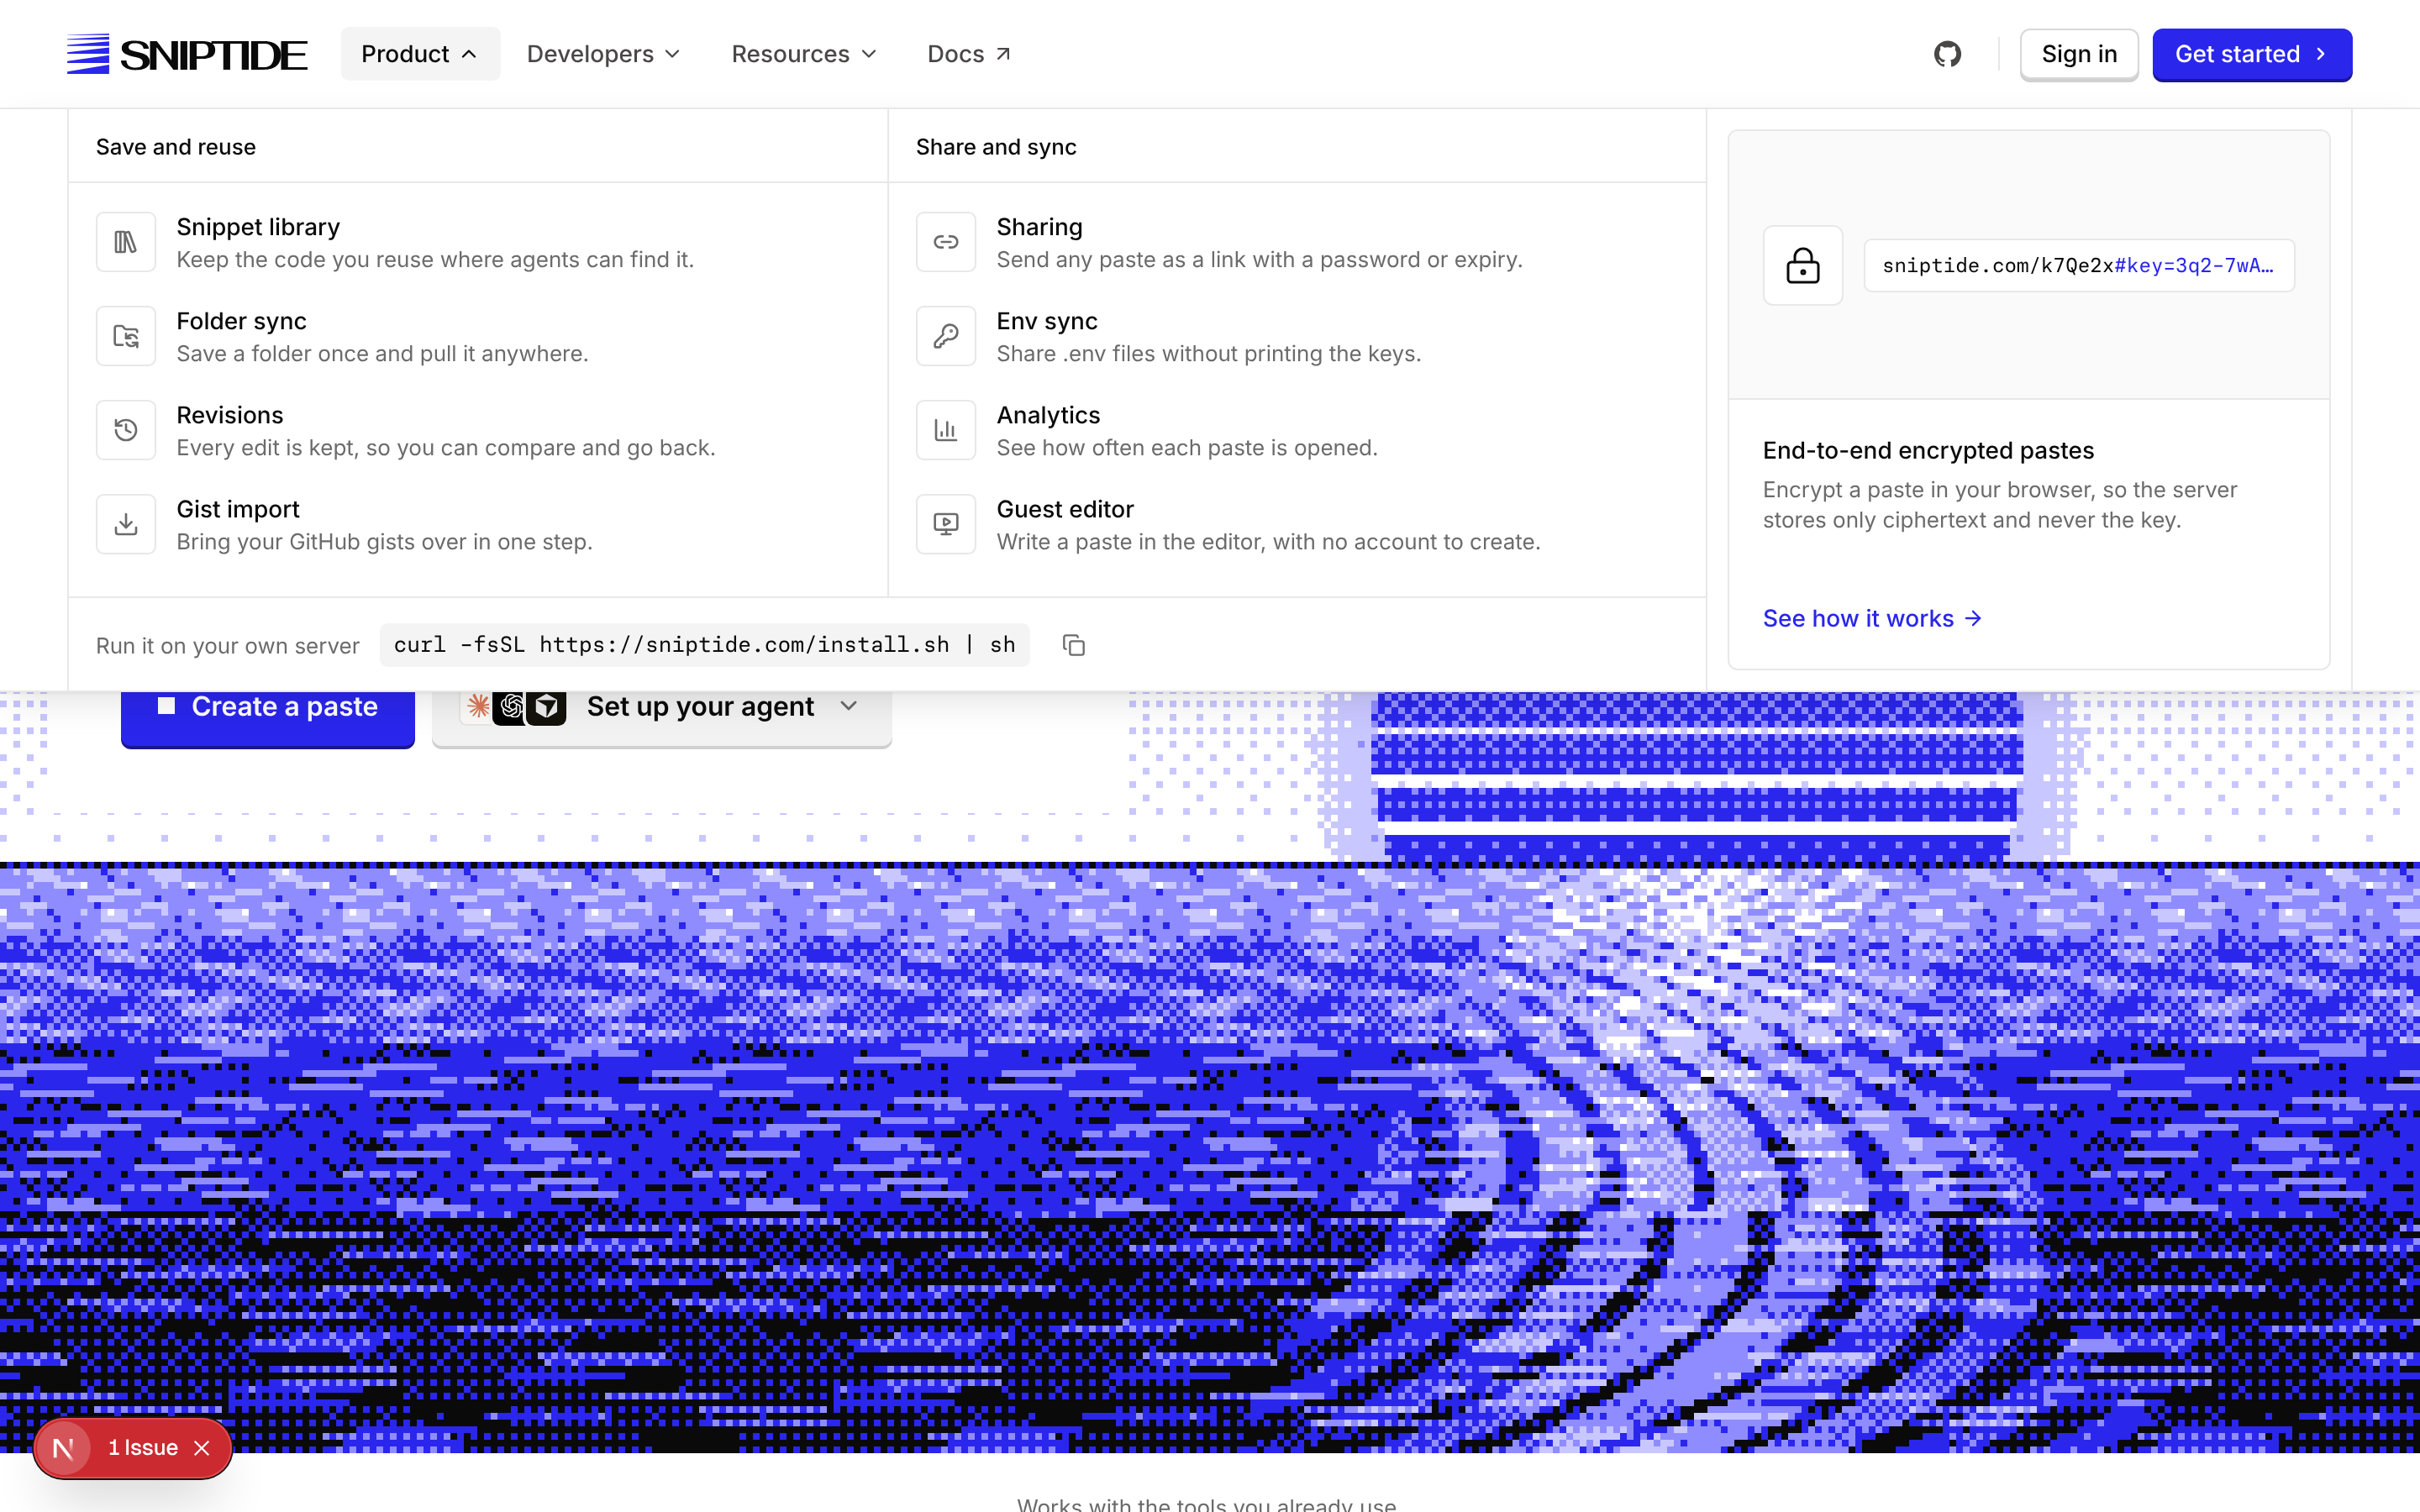 SNIPTIDE
Product
Developers
Resources
Docs
Sign in
Get started
Save and reuse
Snippet library
Keep the code you reuse where agents can find it.
Folder sync
Save a folder once and pull it anywhere.
Revisions
Every edit is kept, so you can compare and go back.
Gist import
Bring your GitHub gists over in one step.
Share and sync
Sharing
Send any paste as a link with a password or expiry.
Env sync
Share .env files without printing the keys.
Analytics
See how often each paste is opened.
Guest editor
Write a paste in the editor, with no account to create.
sniptide.com/k7Qe2x#key=3q2-7wA…
End-to-end encrypted pastes
Encrypt a paste in your browser, so the server
stores only ciphertext and never the key.
See how it works
Run it on your own server
curl -fsSL https://sniptide.com/install.sh | sh
Create a paste
Set up your agent
N
1 Issue
Works with the tools you already use